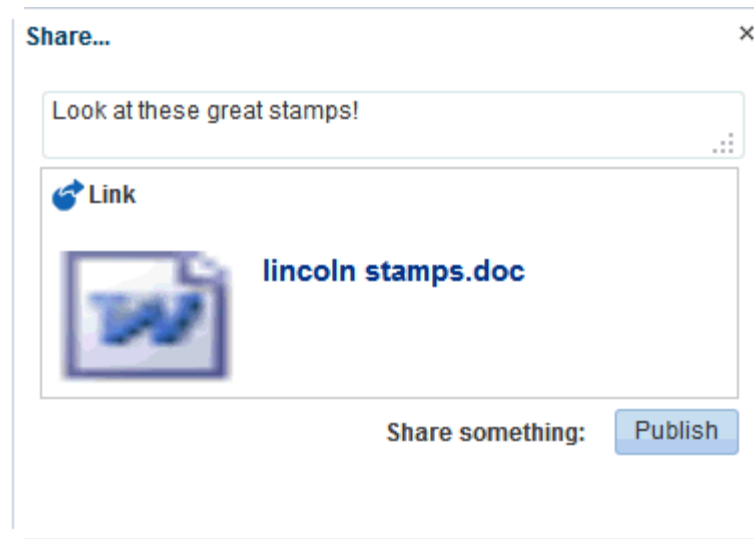 Share...
Look at these great stamps!
Link
lincoln stamps.doc
Share something: Publish